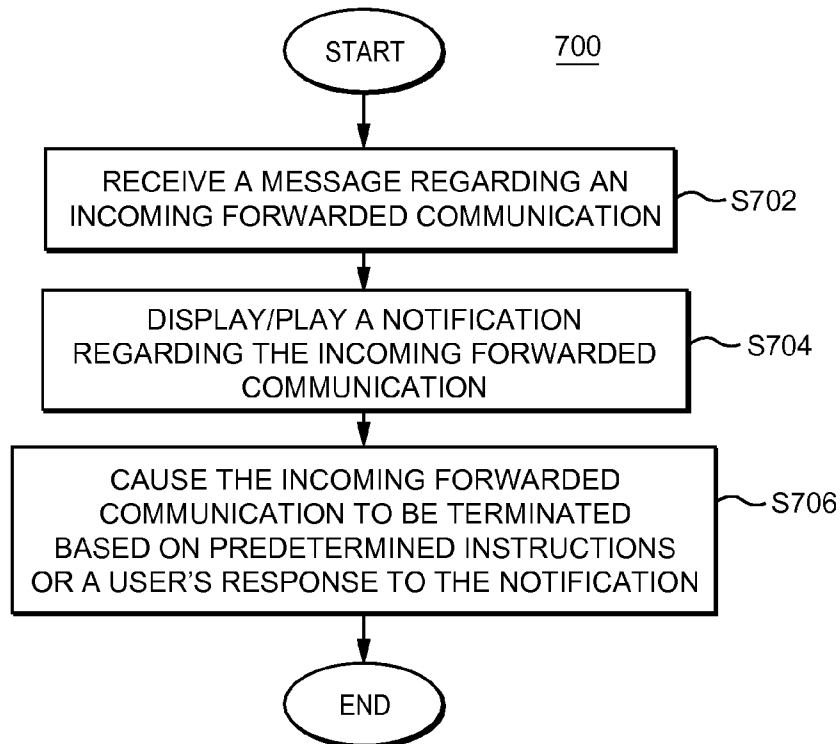 START
700
RECEIVE A MESSAGE REGARDING AN
INCOMING FORWARDED COMMUNICATION
S702
DISPLAY/PLAY A NOTIFICATION
REGARDING THE INCOMING FORWARDED
COMMUNICATION
S704
CAUSE THE INCOMING FORWARDED
COMMUNICATION TO BE TERMINATED
BASED ON PREDETERMINED INSTRUCTIONS
OR A USER'S RESPONSE TO THE NOTIFICATION
S706
END